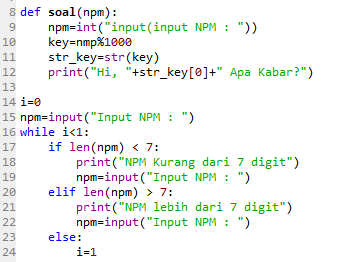 8 def soal(npm):
9     npm=int("input(input NPM : "))
10     key=nmp%1000
11     str_key=str(key)
12     print("Hi, "+str_key[0]+" Apa Kabar?")
13
14 i=0
15 npm=input("Input NPM : ")
16 while i<1:
17     if len(npm) < 7:
18         print("NPM Kurang dari 7 digit")
19         npm=input("Input NPM : ")
20     elif len(npm) > 7:
21         print("NPM lebih dari 7 digit")
22         npm=input("Input NPM : ")
23     else:
24         i=1